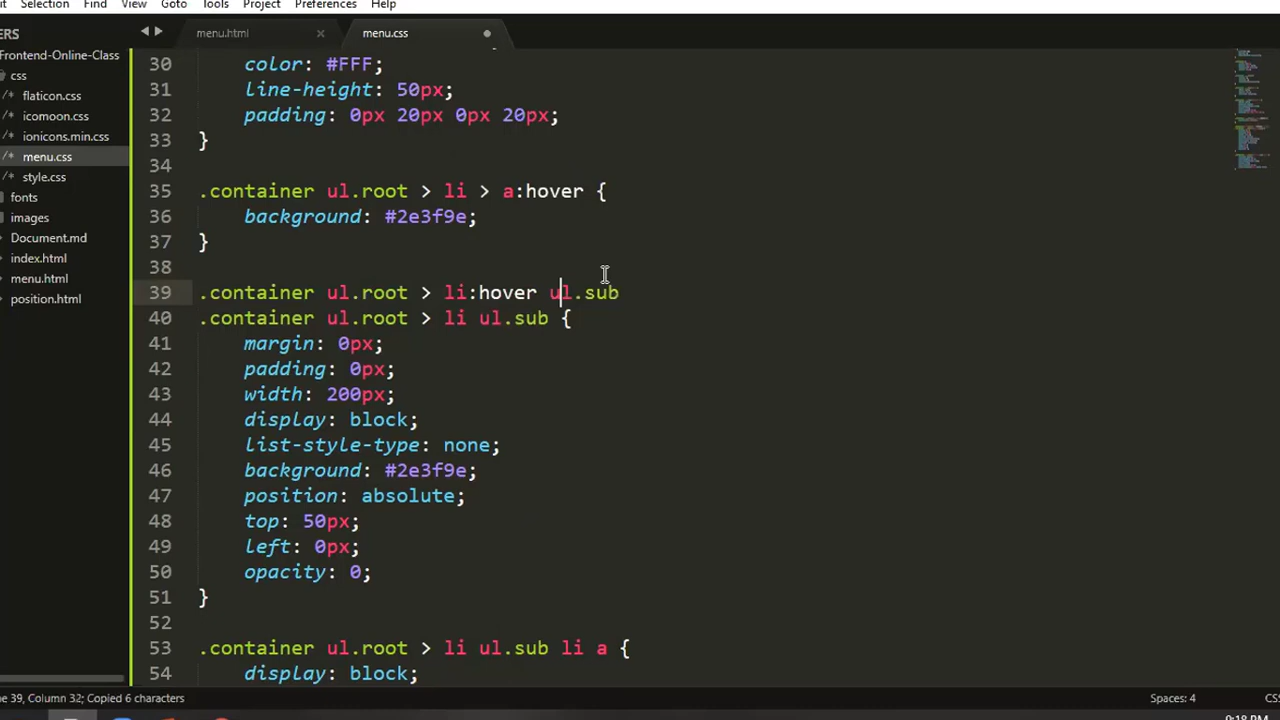 Selection Find View Goto Tools Project Preferences Help
menu.html × menu.css
Frontend-Online-Class
css
/* flaticon.css
/* icomoon.css
/* ionicons.min.css
/* menu.css
/* style.css
fonts
images
Document.md
index.html
menu.html
position.html
30 color: #FFF;
31 line-height: 50px;
32 padding: 0px 20px 0px 20px;
33 }
34
35 .container ul.root > li > a:hover {
36 background: #2e3f9e;
37 }
38
39 .container ul.root > li:hover ul.sub
40 .container ul.root > li ul.sub {
41 margin: 0px;
42 padding: 0px;
43 width: 200px;
44 display: block;
45 list-style-type: none;
46 background: #2e3f9e;
47 position: absolute;
48 top: 50px;
49 left: 0px;
50 opacity: 0;
51 }
52
53 .container ul.root > li ul.sub li a {
54 display: block;
39, Column 32; Copied 6 characters
Spaces: 4